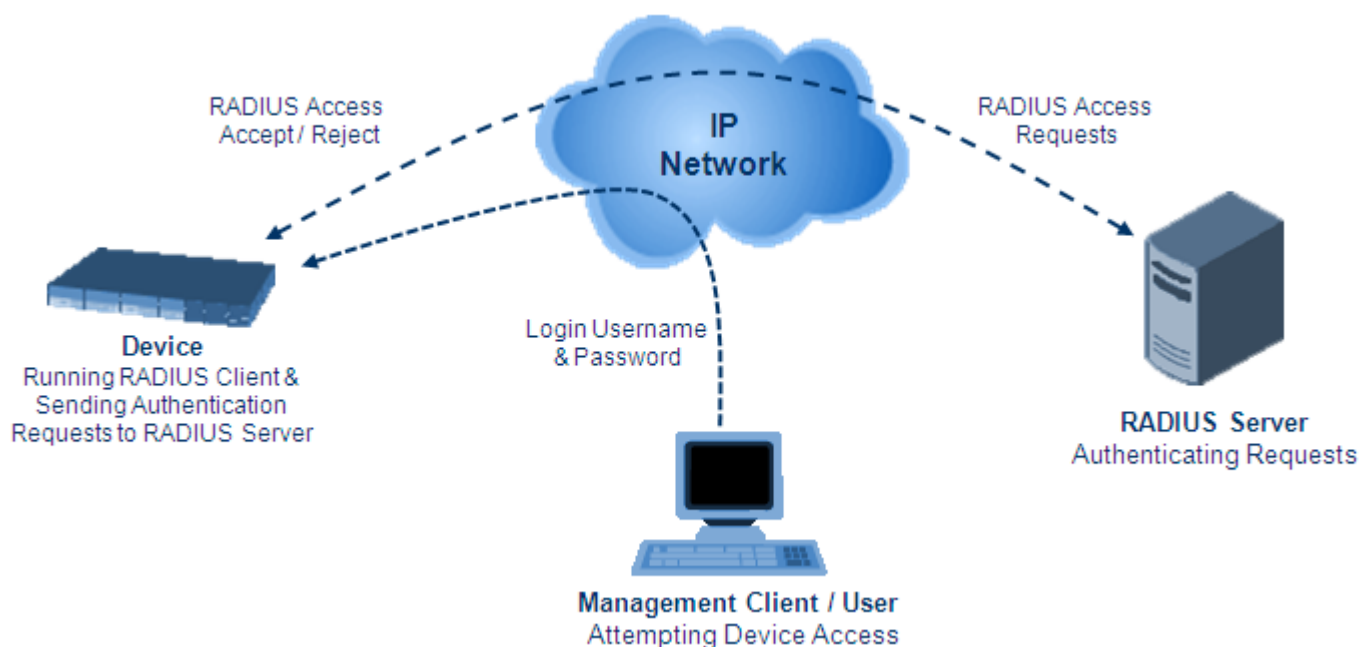 RADIUS Access
Accept / Reject
IP
Network
RADIUS Access
Requests
Login Username
& Password
Device
Running RADIUS Client &
Sending Authentication
Requests to RADIUS Server
RADIUS Server
Authenticating Requests
Management Client / User
Attempting Device Access